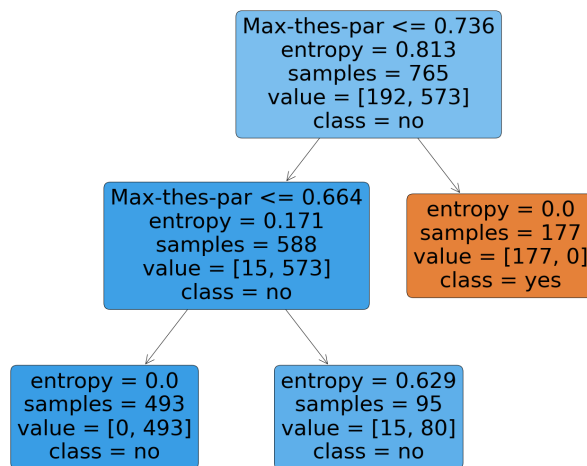 Max-thes-par <= 0.736
entropy = 0.813
samples = 765
value = [192, 573]
class = no
Max-thes-par <= 0.664
entropy = 0.171
samples = 588
value = [15, 573]
class = no
entropy = 0.0
samples = 177
value = [177, 0]
class = yes
entropy = 0.0
samples = 493
value = [0, 493]
class = no
entropy = 0.629
samples = 95
value = [15, 80]
class = no